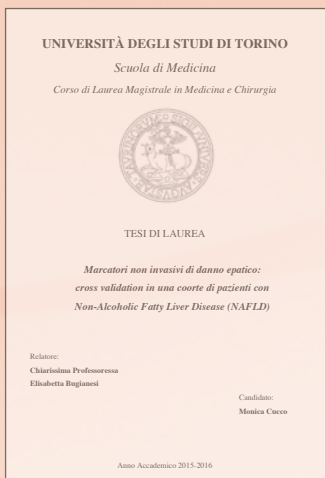 UNIVERSITÀ DEGLI STUDI DI TORINO
Scuola di Medicina
Corso di Laurea Magistrale in Medicina e Chirurgia
TESI DI LAUREA
Marcatori non invasivi di danno epatico:
cross validation in una coorte di pazienti con
Non-Alcoholic Fatty Liver Disease (NAFLD)
Relatore:
Chiarissima Professoressa
Elisabetta Bugianesi
Candidato:
Monica Cucco
Anno Accademico 2015-2016